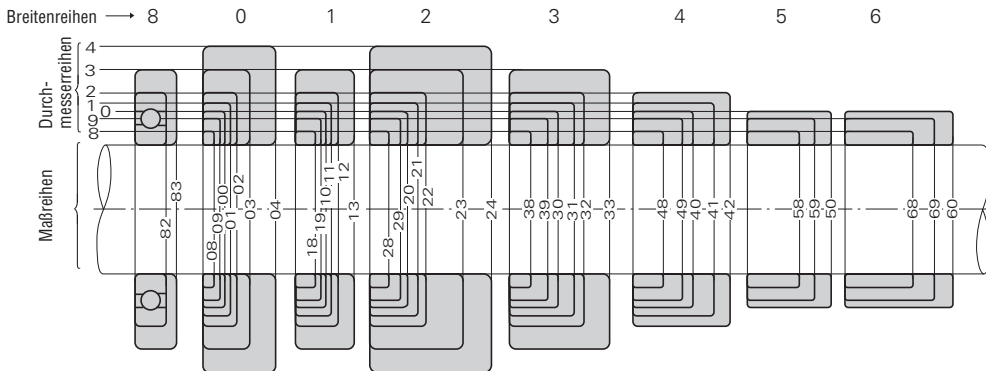 Breitenreihen 8 0 1 2 3 4 5 6
Durch-
messerreihen
4
3
2
1
0
9
8
Maßreihen
82 83
08 09 00 01 02 03 04
18 19 10 11 12 13
28 29 20 21 22 23 24
38 39 30 31 32 33
48 49 40 41 42
58 59 50
68 69 60